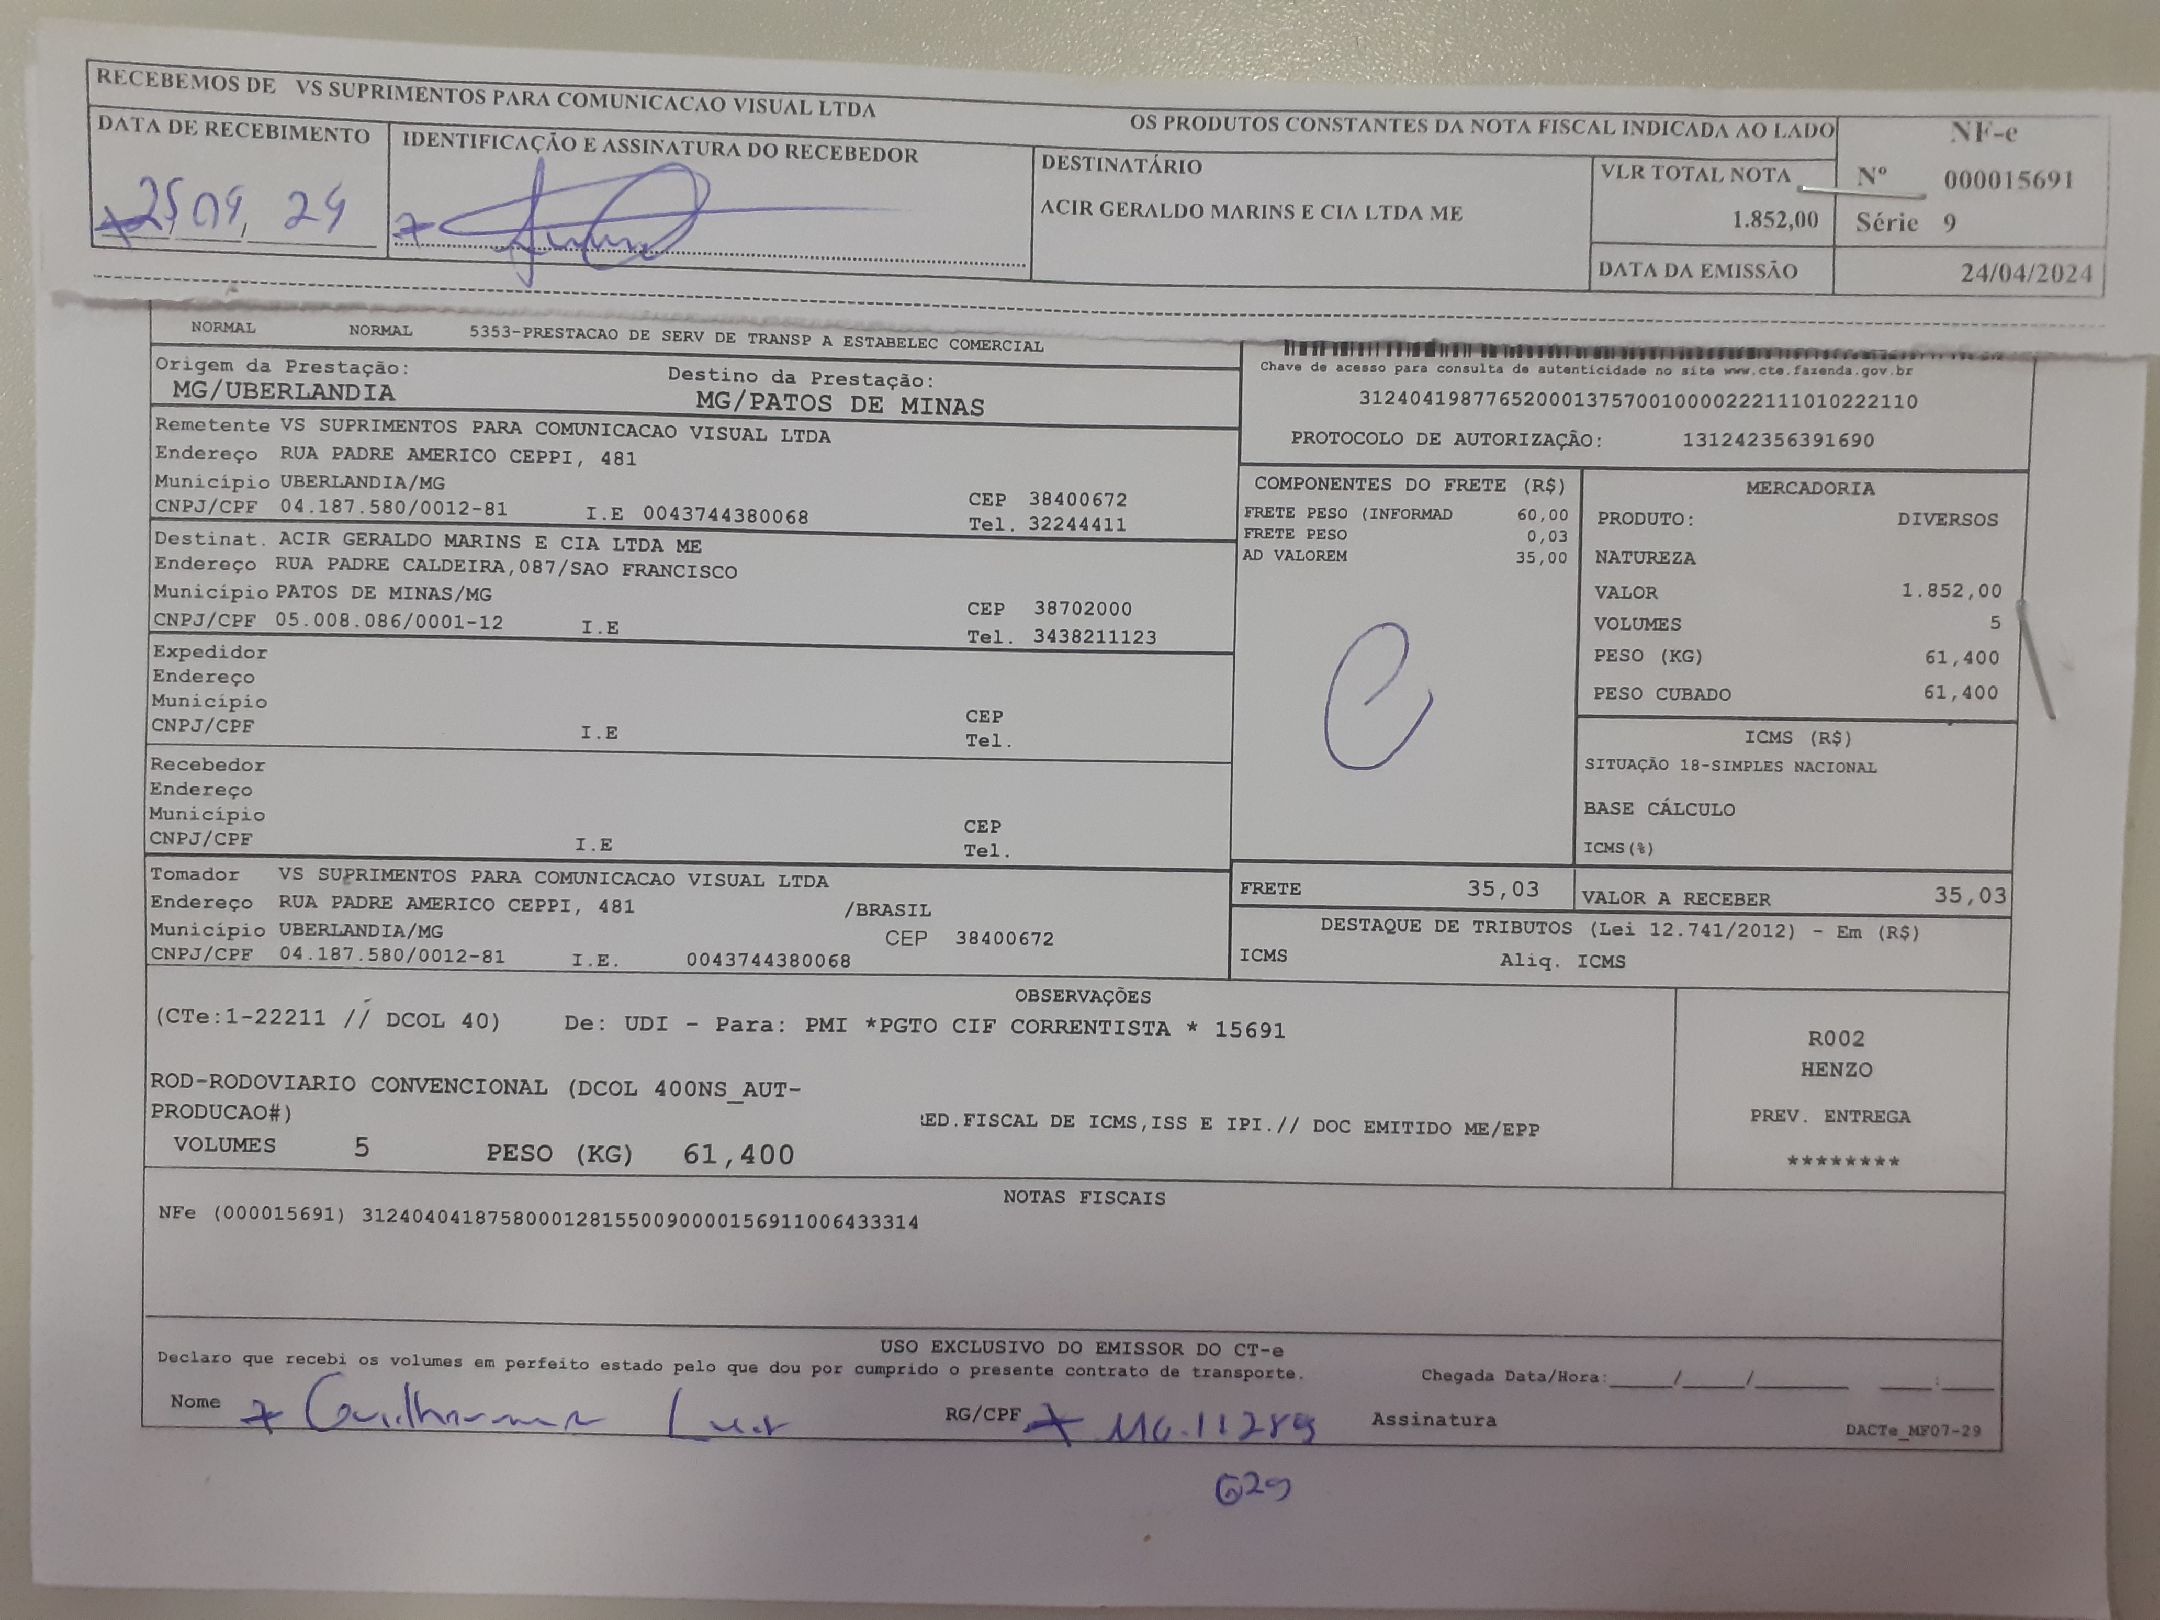 RECEBEMOS DE VS SUPRIMENTOS PARA COMUNICACAO VISUAL LTDA OS PRODUTOS CONSTANTES DA NOTA FISCAL INDICADA AO LADO
DATA DE RECEBIMENTO
IDENTIFICAÇÃO E ASSINATURA DO RECEBEDOR
DESTINATÁRIO
ACIR GERALDO MARINS E CIA LTDA ME
VLR TOTAL NOTA
1.852,00
DATA DA EMISSÃO 24/04/2024
NF-e
Nº 000015691
Série 9
NORMAL NORMAL 5353-PRESTACAO DE SERV DE TRANSP A ESTABELEC COMERCIAL
Origem da Prestação: Destino da Prestação:
MG/UBERLANDIA MG/PATOS DE MINAS
Chave de acesso para consulta de autenticidade no site www.cte.fazenda.gov.br
31240419877652000137570010000222111010222110
PROTOCOLO DE AUTORIZAÇÃO: 131242356391690
Remetente VS SUPRIMENTOS PARA COMUNICACAO VISUAL LTDA
Endereço RUA PADRE AMERICO CEPPI, 481
Município UBERLANDIA/MG CEP 38400672
CNPJ/CPF 04.187.580/0012-81 I.E 0043744380068 Tel. 32244411
Destinat. ACIR GERALDO MARINS E CIA LTDA ME
Endereço RUA PADRE CALDEIRA,087/SAO FRANCISCO
Município PATOS DE MINAS/MG CEP 38702000
CNPJ/CPF 05.008.086/0001-12 I.E Tel. 3438211123
Expedidor
Endereço
Município CEP
CNPJ/CPF I.E Tel.
Recebedor
Endereço
Município CEP
CNPJ/CPF I.E Tel.
Tomador VS SUPRIMENTOS PARA COMUNICACAO VISUAL LTDA
Endereço RUA PADRE AMERICO CEPPI, 481 /BRASIL
Município UBERLANDIA/MG CEP 38400672
CNPJ/CPF 04.187.580/0012-81 I.E. 0043744380068
COMPONENTES DO FRETE (R$)
FRETE PESO (INFORMAD 60,00
FRETE PESO 0,03
AD VALOREM 35,00
MERCADORIA
PRODUTO: DIVERSOS
NATUREZA
VALOR 1.852,00
VOLUMES 5
PESO (KG) 61,400
PESO CUBADO 61,400
ICMS (R$)
SITUAÇÃO 18-SIMPLES NACIONAL
BASE CÁLCULO
ICMS(%)
FRETE 35,03 VALOR A RECEBER 35,03
DESTAQUE DE TRIBUTOS (Lei 12.741/2012) - Em (R$)
ICMS Aliq. ICMS
OBSERVAÇÕES
(CTe:1-22211 // DCOL 40) De: UDI - Para: PMI *PGTO CIF CORRENTISTA * 15691
ROD-RODOVIARIO CONVENCIONAL (DCOL 400NS_AUT-
PRODUCAO#) ED.FISCAL DE ICMS,ISS E IPI.// DOC EMITIDO ME/EPP
VOLUMES 5 PESO (KG) 61,400
R002
HENZO
PREV. ENTREGA
********
NOTAS FISCAIS
NFe (000015691) 31240404187580001281550090000156911006433314
USO EXCLUSIVO DO EMISSOR DO CT-e
Declaro que recebi os volumes em perfeito estado pelo que dou por cumprido o presente contrato de transporte. Chegada Data/Hora:____/____/______ ____:____
Nome RG/CPF MG.11289 Assinatura
629
DACTe_MF07-29